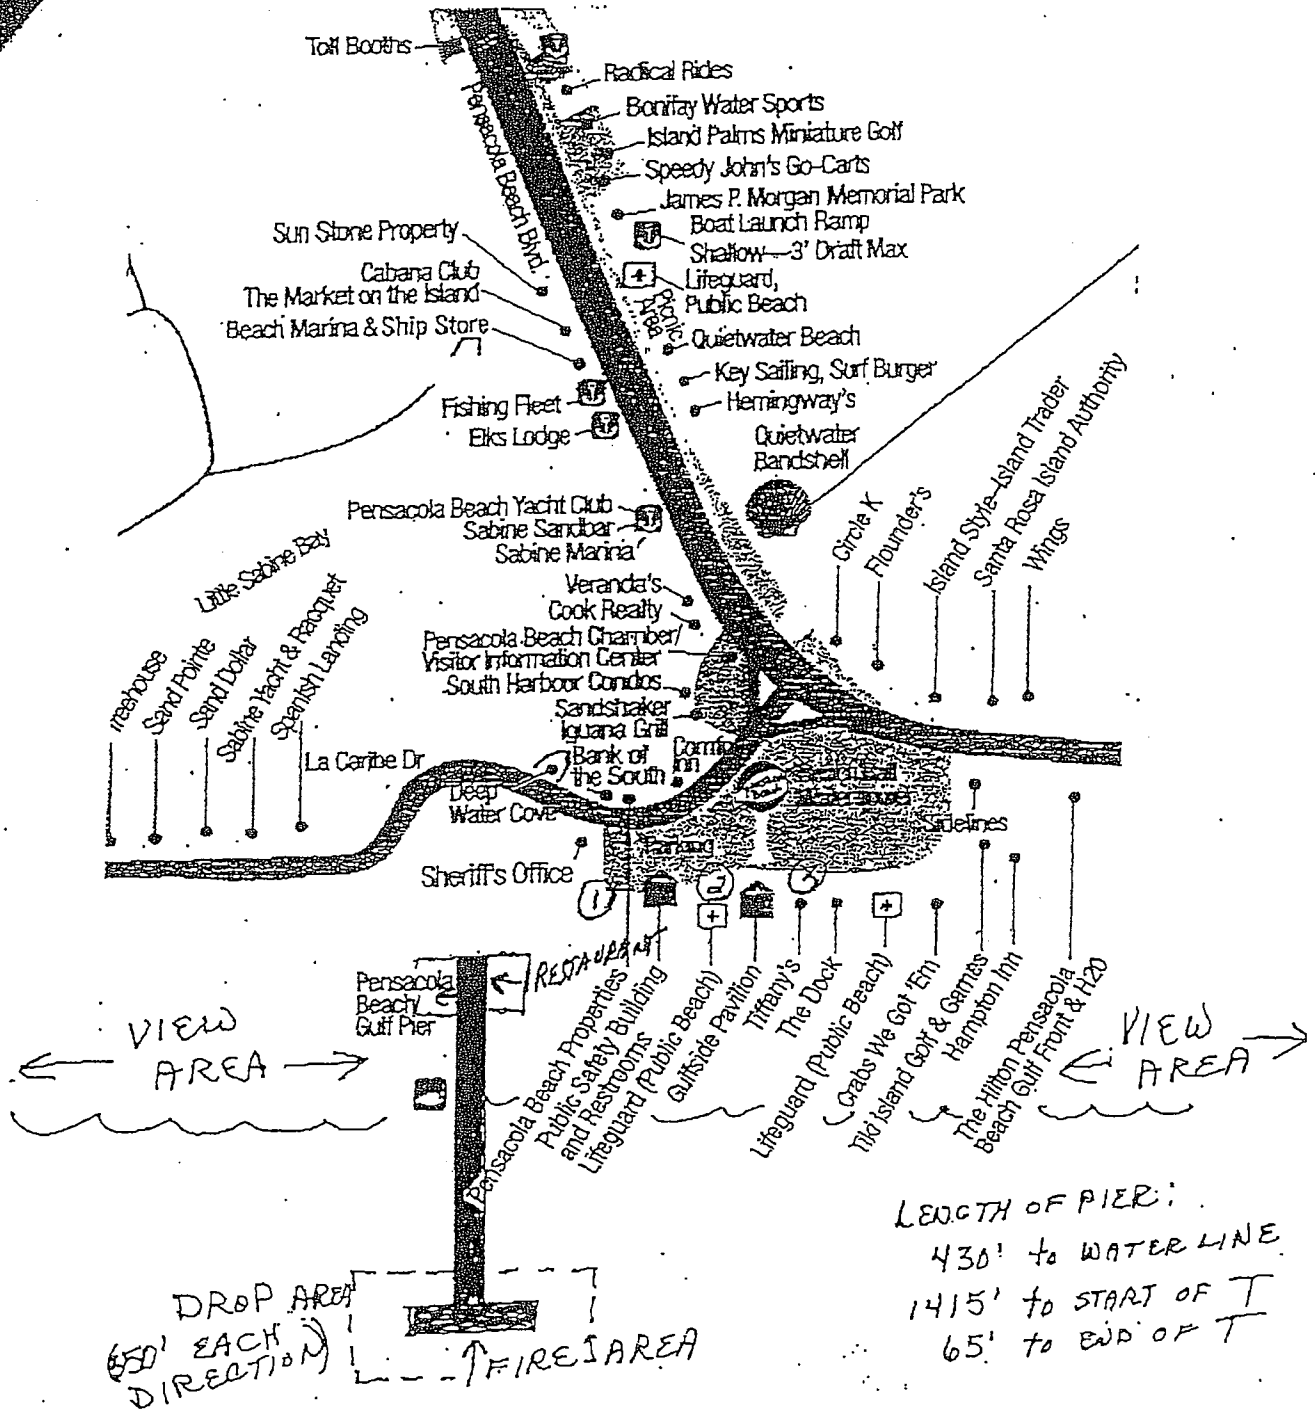 Toll Booths
Radical Rides
Bonifay Water Sports
Island Palms Miniature Golf
Speedy John's Go-Carts
James P. Morgan Memorial Park
Boat Launch Ramp
Shallow—3' Draft Max
Lifeguard,
Public Beach
Picnic
Area
Pensacola Beach Blvd.
Sun Stone Property
Cabana Club
The Market on the Island
Beach Marina & Ship Store
Quietwater Beach
Key Sailing, Surf Burger
Hemingway's
Fishing Fleet
Elks Lodge
Quietwater
Bandshell
Pensacola Beach Yacht Club
Sabine Sandbar
Sabine Marina
Circle K
Flounder's
Island Style-Island Trader
Santa Rosa Island Authority
Wings
Little Sabine Bay
Veranda's
Cook Realty
Pensacola Beach Chamber/
Visitor Information Center
South Harbor Condos
Sandshaker
Iguana Grill
reehouse
Sand Pointe
Sand Dollar
Sabine Yacht & Racquet
Spanish Landing
La Caribe Dr
Bank of
the South
Comfort
Inn
Deep
Water Cove
Beach Ball
Water Tower
Sidelines
Parking
Sheriff's Office
1
2
3
RESTAURANT
Pensacola
Beach/
Gulf Pier
Pensacola Beach Properties
Public Safety Building
and Restrooms
Lifeguard (Public Beach)
Gulfside Pavilion
Tiffany's
The Dock
Lifeguard (Public Beach)
Crabs We Got 'Em
Tiki Island Golf & Games
Hampton Inn
The Hilton Pensacola
Beach Gulf Front & H20
VIEW
AREA
VIEW
AREA
LENGTH OF PIER:
430' to WATER LINE
1415' to START OF T
65' to END OF T
DROP AREA
(650' EACH
DIRECTION)
FIRE AREA